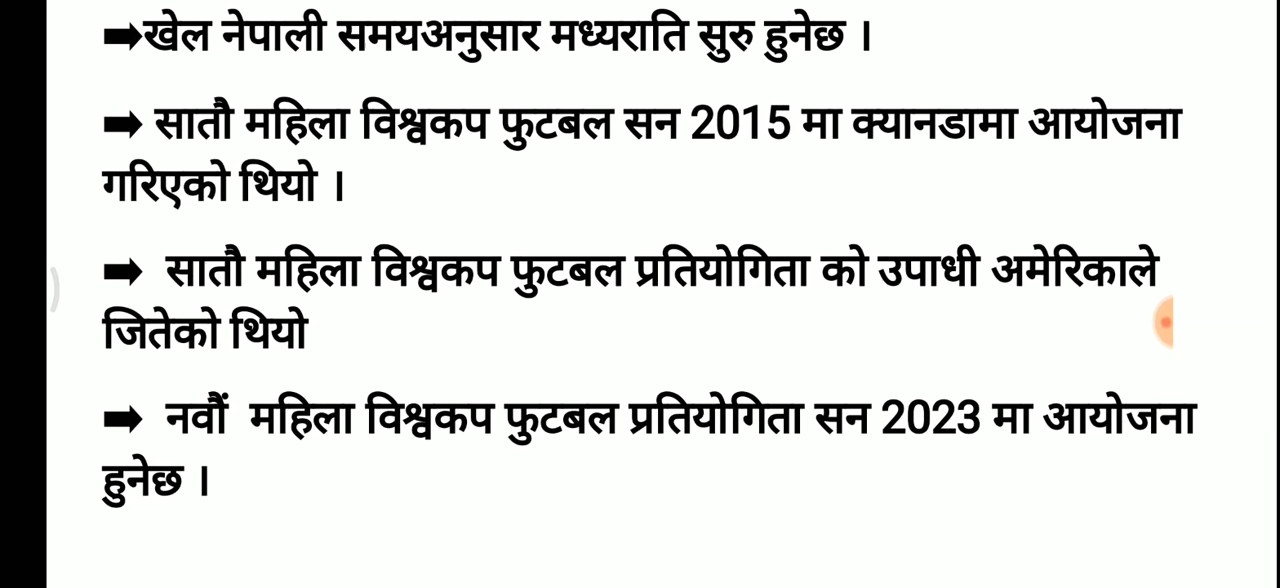 ➡खेल नेपाली समयअनुसार मध्यराति सुरु हुनेछ ।
➡ सातौ महिला विश्वकप फुटबल सन 2015 मा क्यानडामा आयोजना
गरिएको थियो ।
➡ सातौ महिला विश्वकप फुटबल प्रतियोगिता को उपाधी अमेरिकाले
जितेको थियो
➡ नवौं महिला विश्वकप फुटबल प्रतियोगिता सन 2023 मा आयोजना
हुनेछ ।